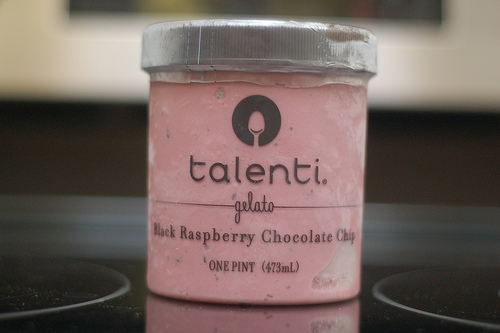 talenti.
gelato
Black Raspberry Chocolate Chip
ONE PINT (473mL)